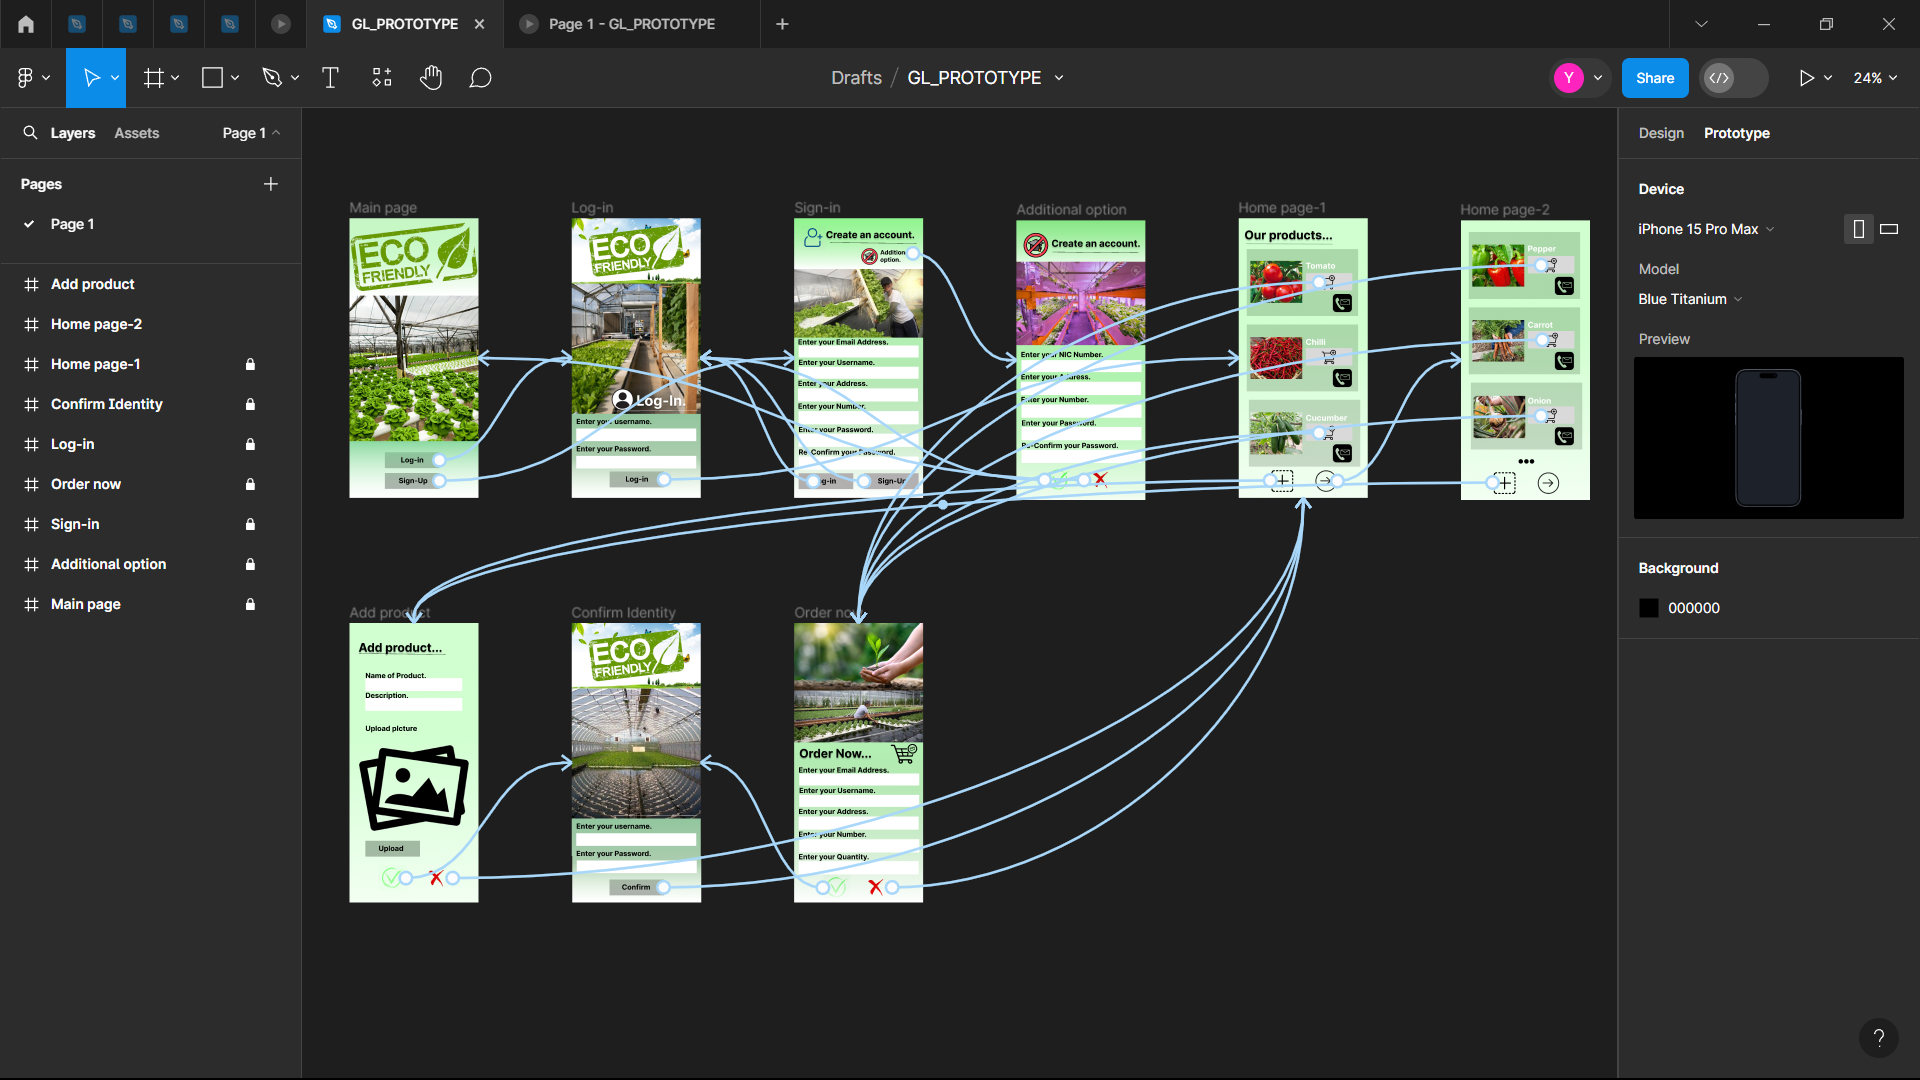 GL_PROTOTYPE
Page 1 - GL_PROTOTYPE
Drafts / GL_PROTOTYPE
Y
Share
24%
Layers
Assets
Page 1
Pages
Page 1
Add product
Home page-2
Home page-1
Confirm Identity
Log-in
Order now
Sign-in
Additional option
Main page
Main page
ECO
FRIENDLY
Log-in
Sign-Up
Log-in
ECO
FRIENDLY
Log-In.
Enter your username.
Enter your Password.
Log-in
Sign-in
Create an account.
Addition
option.
Enter your Email Address.
Enter your Username.
Enter your Address.
Enter your Number.
Enter your Password.
Re-Confirm your Password.
Sign-Up
Additional option
Create an account.
Enter your NIC Number.
Enter your Address.
Enter your Number.
Enter your Password.
Re-Confirm your Password.
Home page-1
Our products...
Tomato
Chilli
Cucumber
Home page-2
Pepper
Carrot
Onion
Add product
Add product...
Name of Product.
Description.
Upload picture
Upload
Confirm Identity
ECO
FRIENDLY
Enter your username.
Enter your Password.
Confirm
Order now
Order Now...
Enter your Email Address.
Enter your Username.
Enter your Address.
Enter your Number.
Enter your Quantity.
Design
Prototype
Device
iPhone 15 Pro Max
Model
Blue Titanium
Preview
Background
000000
?